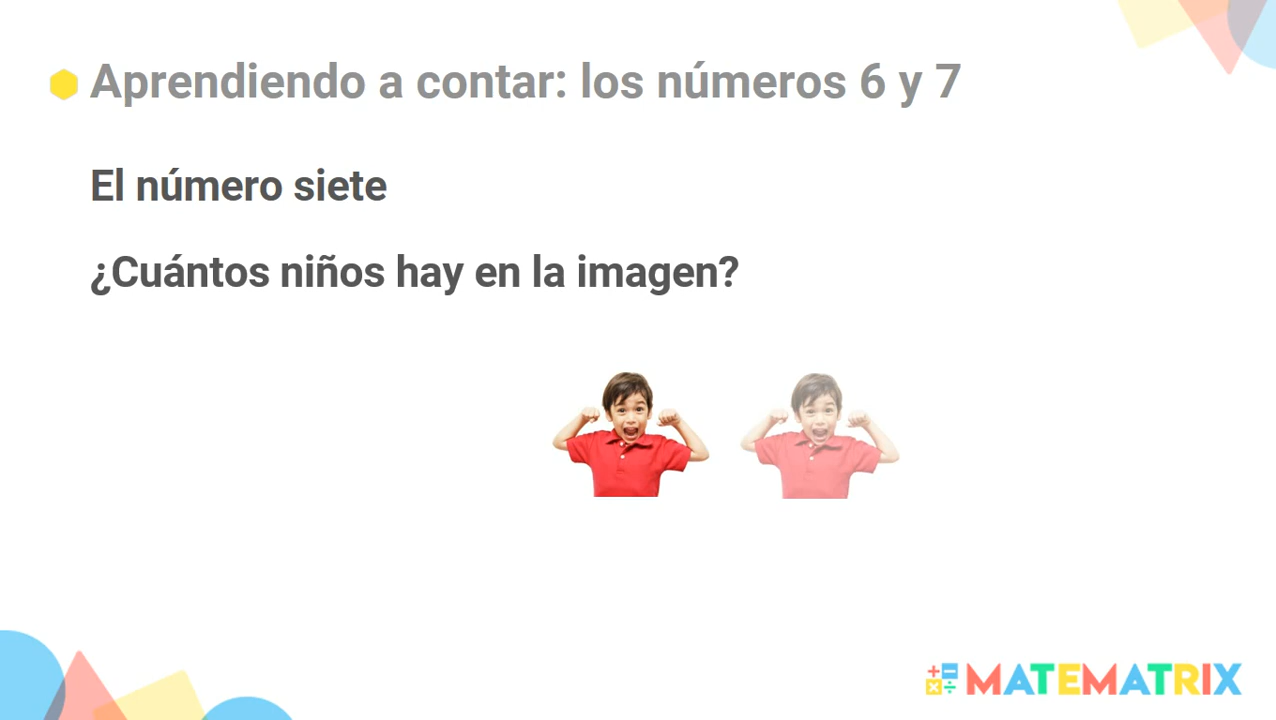 Aprendiendo a contar: los números 6 y 7
El número siete
¿Cuántos niños hay en la imagen?
MATEMATRIX